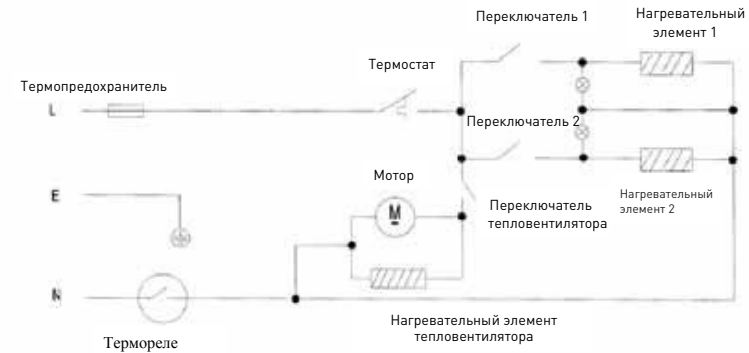 Переключатель 1
Нагревательный
элемент 1
Термостат
Термопредохранитель
L
Переключатель 2
Мотор
E
M
Переключатель
тепловентилятора
Нагревательный
элемент 2
N
Нагревательный элемент
тепловентилятора
Термореле